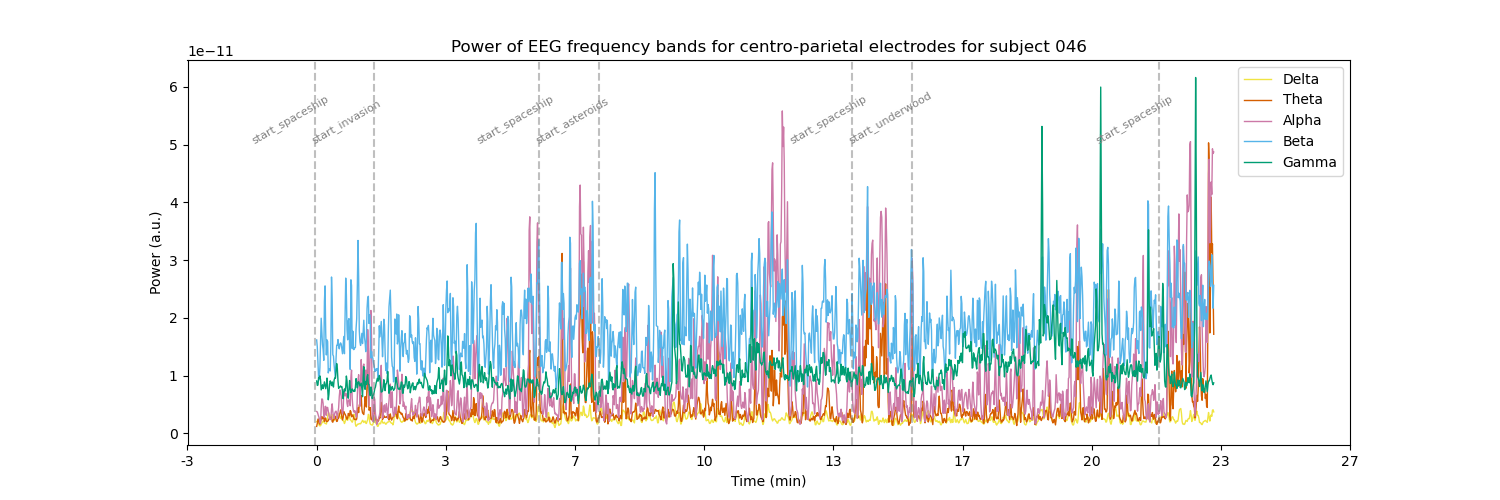 Power of EEG frequency bands for centro-parietal electrodes for subject 046
1e−11
6
5
4
3
2
1
0
Power (a.u.)
start_spaceship
start_invasion
start_spaceship
start_asteroids
start_spaceship
start_underwood
start_spaceship
Delta
Theta
Alpha
Beta
Gamma
-3
0
3
7
10
13
17
20
23
27
Time (min)